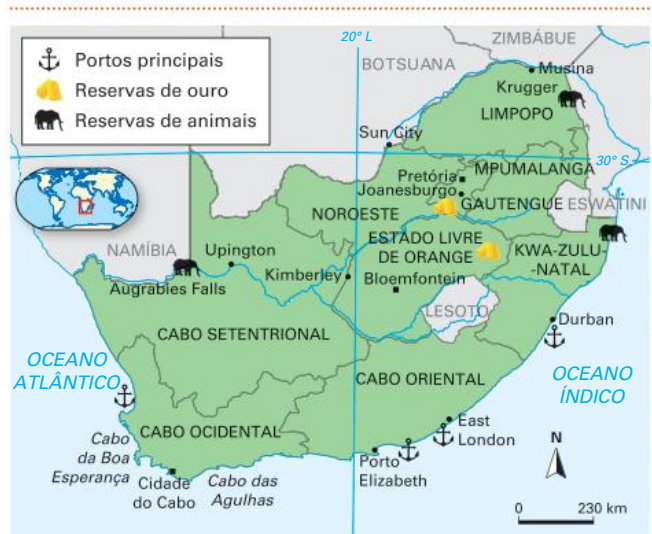 Portos principais
Reservas de ouro
Reservas de animais
20° L
ZIMBÁBUE
BOTSUANA
Musina
Krugger
LIMPOPO
Sun City
30° S
MPUMALANGA
Pretória
Joanesburgo
GAUTENGUE
ESWATINI
NOROESTE
NAMÍBIA
Upington
ESTADO LIVRE
DE ORANGE
KWA-ZULU-
-NATAL
Kimberley
Augrables Falls
Bloemfontein
LESOTO
Durban
CABO SETENTRIONAL
OCEANO
ATLÂNTICO
CABO ORIENTAL
OCEANO
ÍNDICO
CABO OCIDENTAL
East
London
Cabo
da Boa
Esperança
Cidade
do Cabo
Cabo das
Agulhas
Porto
Elizabeth
N
0 230 km